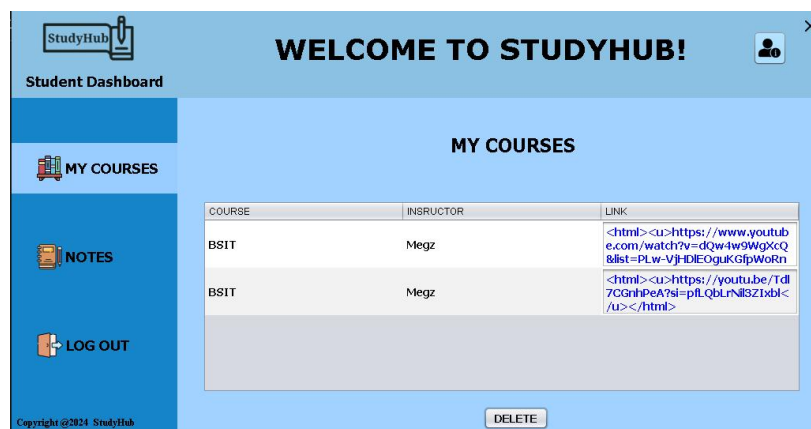 StudyHub
WELCOME TO STUDYHUB!
Student Dashboard
MY COURSES
MY COURSES
COURSE INSRUCTOR LINK
BSIT Megz <html><u>https://www.youtub
e.com/watch?v=dQw4w9WgXcQ
&list=PLw-VjHDlEOguKGfpWoRn
BSIT Megz <html><u>https://youtu.be/Tdl
7CGnhPeA?si=pfLQbLrNil3ZIxbl<
/u></html>
NOTES
LOG OUT
DELETE
Copyright @2024 StudyHub